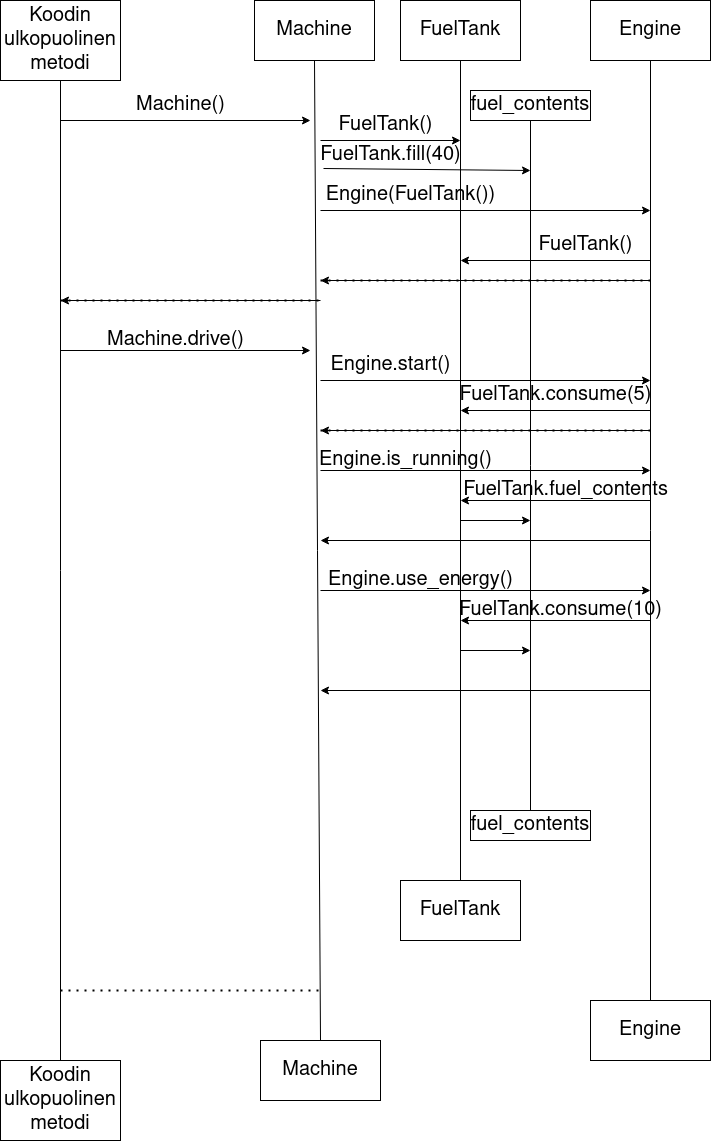 Koodin
ulkopuolinen
metodi
Machine
FuelTank
Engine
fuel_contents
Machine()
FuelTank()
FuelTank.fill(40)
Engine(FuelTank())
FuelTank()
Machine.drive()
Engine.start()
FuelTank.consume(5)
Engine.is_running()
FuelTank.fuel_contents
Engine.use_energy()
FuelTank.consume(10)
fuel_contents
FuelTank
Engine
Machine
Koodin
ulkopuolinen
metodi